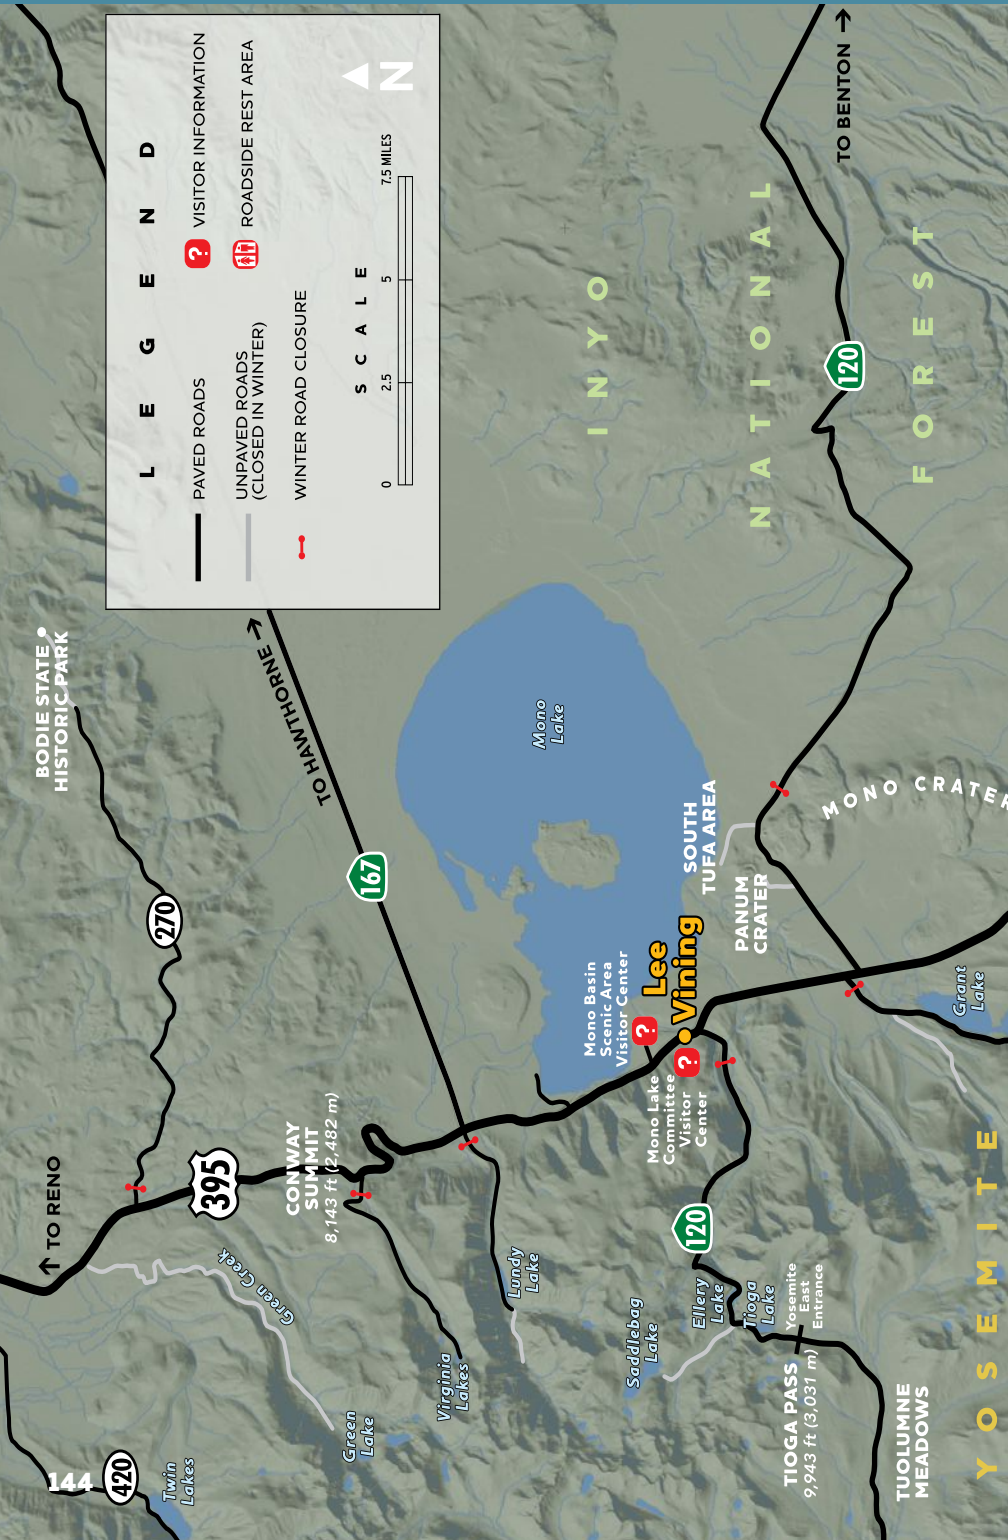 LEGEND
PAVED ROADS
UNPAVED ROADS
(CLOSED IN WINTER)
WINTER ROAD CLOSURE
VISITOR INFORMATION
ROADSIDE REST AREA
SCALE
0
2.5
5
7.5 MILES
N
144
420
Twin
Lakes
TO RENO
395
270
BODIE STATE
HISTORIC PARK
Green Creek
Green
Lake
CONWAY
SUMMIT
8,143 ft (2,482 m)
Virginia
Lakes
Lundy
Lake
TO HAWTHORNE
167
Mono
Lake
Mono Basin
Scenic Area
Visitor Center
Lee
Vining
Mono Lake
Committee
Visitor
Center
SOUTH
TUFA AREA
PANUM
CRATER
MONO CRATER
INYO
NATIONAL
FOREST
120
TO BENTON
120
Saddlebag
Lake
Ellery
Lake
Tioga
Lake
Yosemite
East
Entrance
TIOGA PASS
9,943 ft (3,031 m)
TUOLUMNE
MEADOWS
Grant
Lake
YOSEMITE